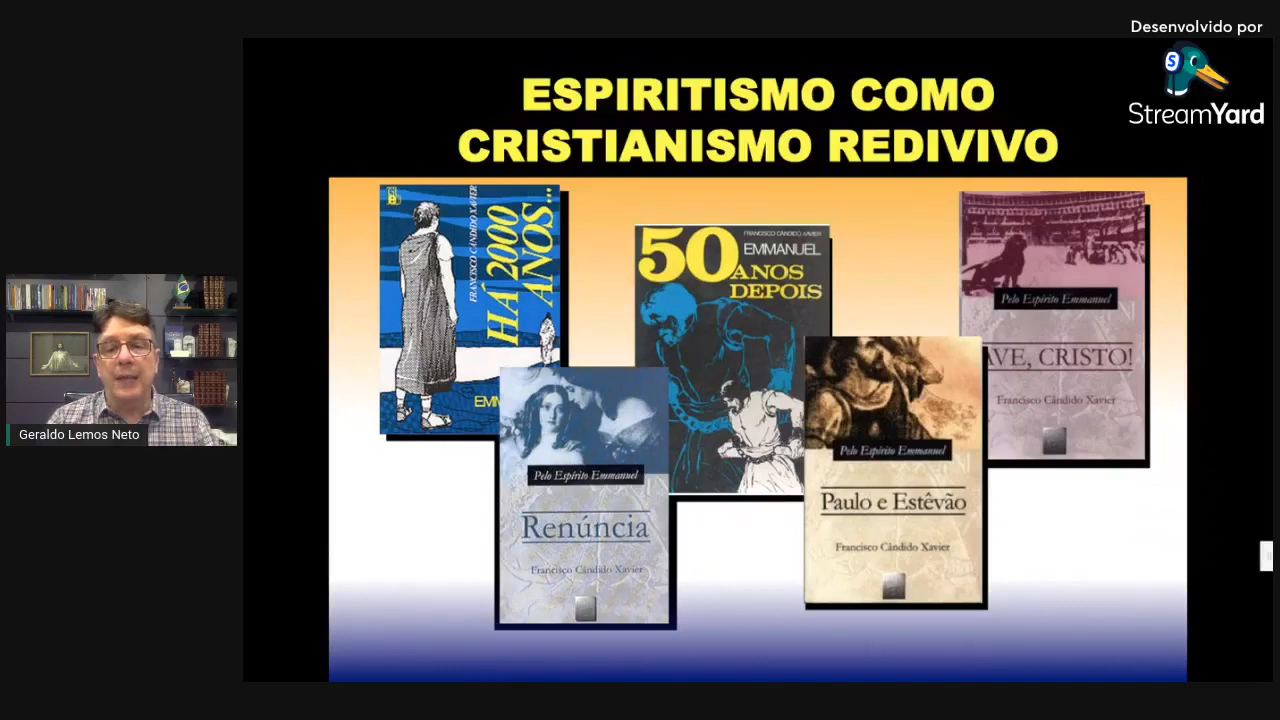 Desenvolvido por
StreamYard
ESPIRITISMO COMO
CRISTIANISMO REDIVIVO
FRANCISCO CÂNDIDO XAVIER
HÁ 2000
ANOS...
EMM
FRANCISCO CÂNDIDO XAVIER
EMMANUEL
50
ANOS
DEPOIS
Pelo Espírito Emmanuel
AVE, CRISTO!
Francisco Cândido Xavier
Pelo Espírito Emmanuel
Renúncia
Francisco Cândido Xavier
Pelo Espírito Emmanuel
Paulo e Estêvão
Francisco Cândido Xavier
Geraldo Lemos Neto